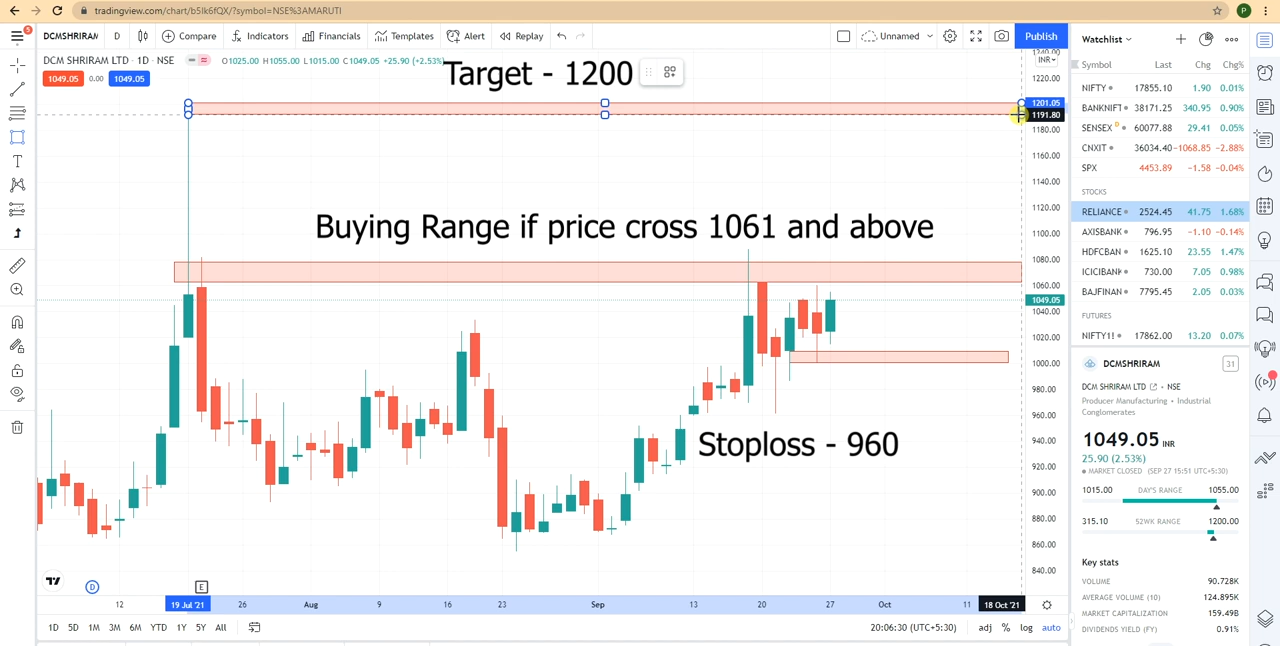 tradingview.com/chart/b5lk6fQX/?symbol=NSE%3AMARUTI
P
DCMSHRIRAM D Compare Indicators Financials Templates Alert Replay Unnamed Publish
DCM SHRIRAM LTD · 1D · NSE O1025.00 H1055.00 L1015.00 C1049.05 +25.90 (+2.53%)
1049.05 0.00 1049.05
Target - 1200
Buying Range if price cross 1061 and above
Stoploss - 960
INR
1220.00
1201.05
1191.80
1180.00
1160.00
1140.00
1120.00
1100.00
1080.00
1060.00
1049.05
1040.00
1020.00
1000.00
980.00
960.00
940.00
920.00
900.00
880.00
860.00
840.00
D E
12 19 Jul '21 26 Aug 9 16 23 Sep 13 20 27 Oct 11 18 Oct '21
1D 5D 1M 3M 6M YTD 1Y 5Y All 20:06:30 (UTC+5:30) adj % log auto
Watchlist
Symbol Last Chg Chg%
NIFTY 17855.10 1.90 0.01%
BANKNIFT 38171.25 340.95 0.90%
SENSEX D 60077.88 29.41 0.05%
CNXIT 36034.40 -1068.85 -2.88%
SPX 4453.89 -1.58 -0.04%
STOCKS
RELIANCE 2524.45 41.75 1.68%
AXISBANK 796.95 -1.10 -0.14%
HDFCBAN 1625.10 23.55 1.47%
ICICIBANK 730.00 7.05 0.98%
BAJFINAN 7795.45 2.05 0.03%
FUTURES
NIFTY1! 17862.00 13.20 0.07%
DCMSHRIRAM 31
DCM SHRIRAM LTD · NSE
Producer Manufacturing • Industrial
Conglomerates
1049.05 INR
25.90 (2.53%)
MARKET CLOSED (SEP 27 15:51 UTC+5:30)
1015.00 DAY'S RANGE 1055.00
315.10 52WK RANGE 1200.00
Key stats
VOLUME 90.728K
AVERAGE VOLUME (10) 124.895K
MARKET CAPITALIZATION 159.49B
DIVIDENDS YIELD (FY) 0.91%